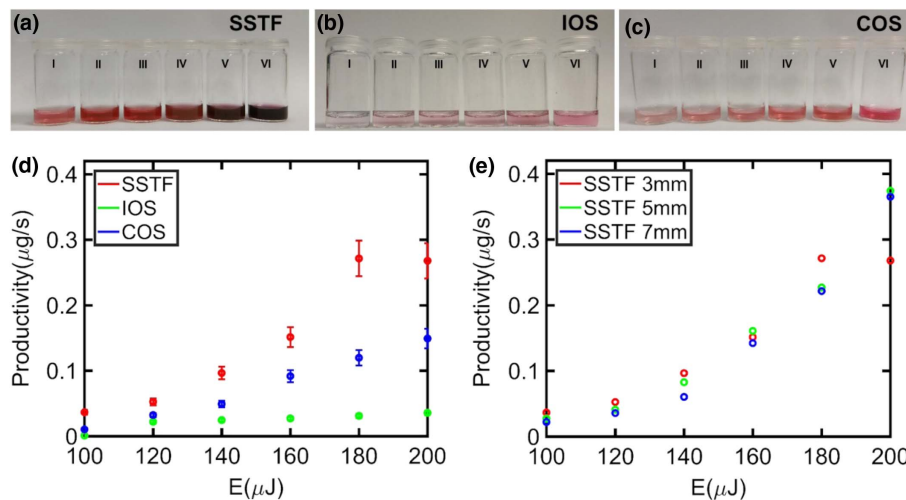 (a) SSTF
I II III IV V VI
(b) IOS
I II III IV V VI
(c) COS
I II III IV V VI
(d)
Productivity(μg/s)
0.4
0.3
0.2
0.1
0
SSTF
IOS
COS
100 120 140 160 180 200
E(μJ)
(e)
Productivity(μg/s)
0.4
0.3
0.2
0.1
0
SSTF 3mm
SSTF 5mm
SSTF 7mm
100 120 140 160 180 200
E(μJ)